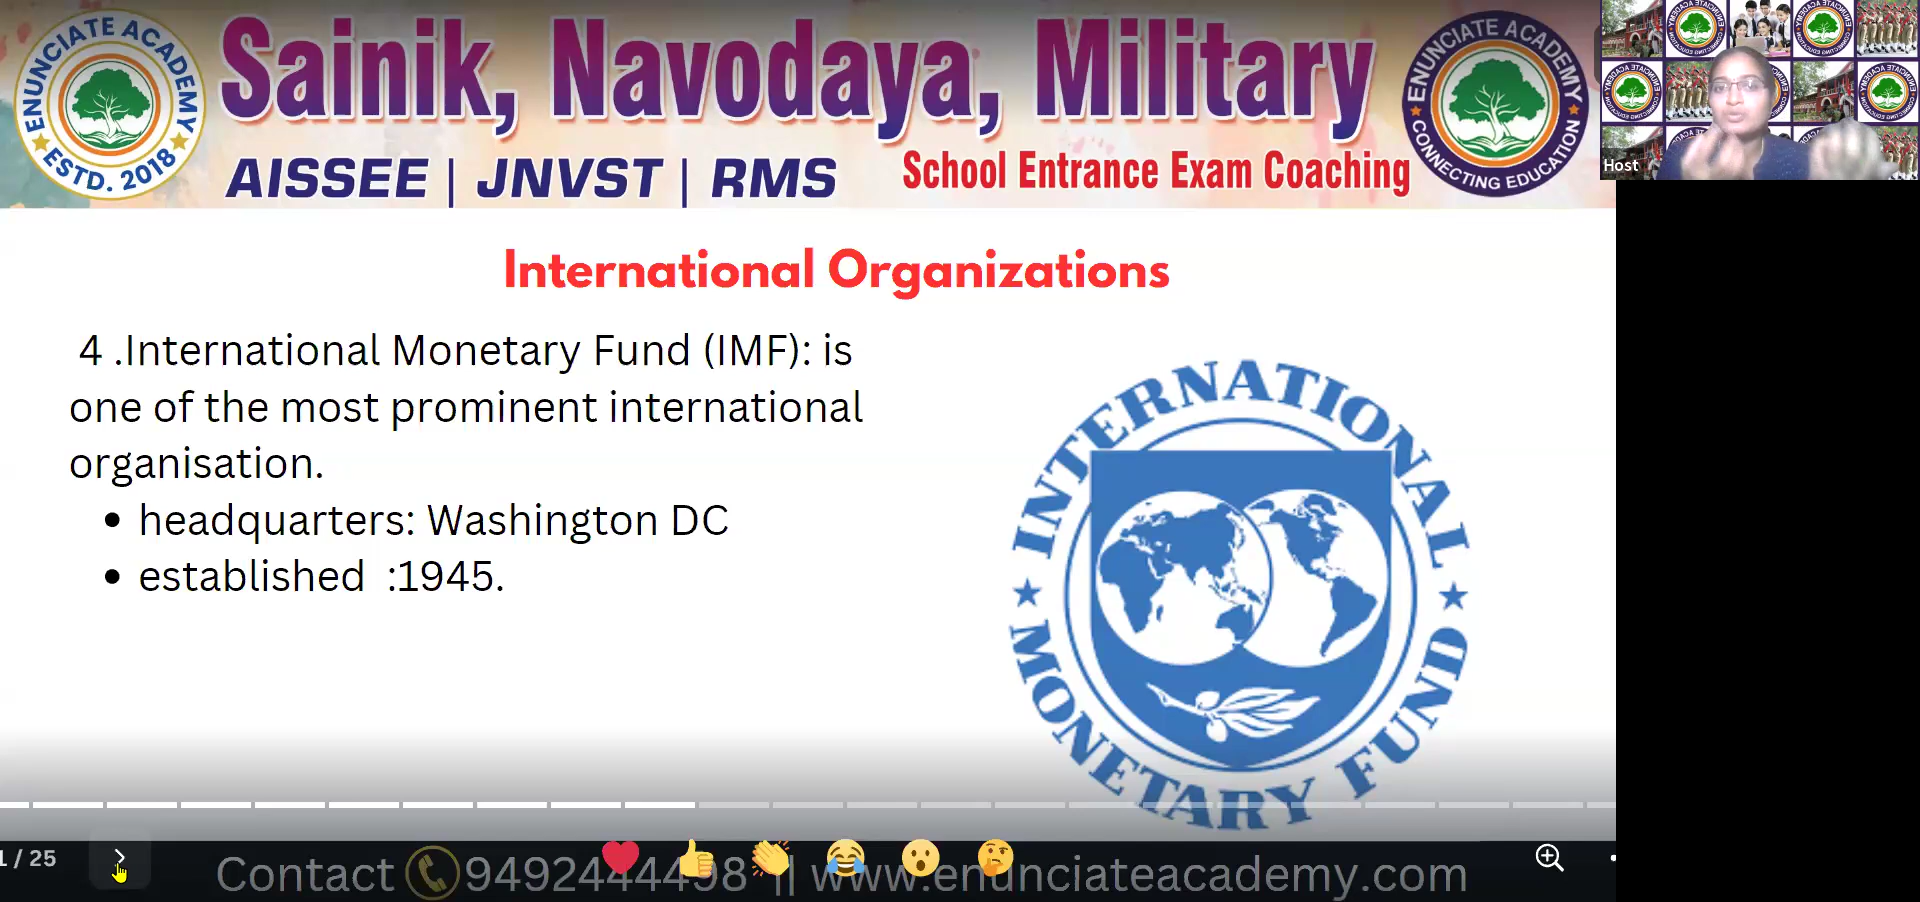 ENUNCIATE ACADEMY
ESTD. 2018
Sainik, Navodaya, Military
AISSEE | JNVST | RMS
School Entrance Exam Coaching
ENUNCIATE ACADEMY
CONNECTING EDUCATION
Host
International Organizations
4 .International Monetary Fund (IMF): is
one of the most prominent international
organisation.
• headquarters: Washington DC
• established :1945.
INTERNATIONAL
MONETARY FUND
1 / 25
Contact 9492444498 || www.enunciateacademy.com